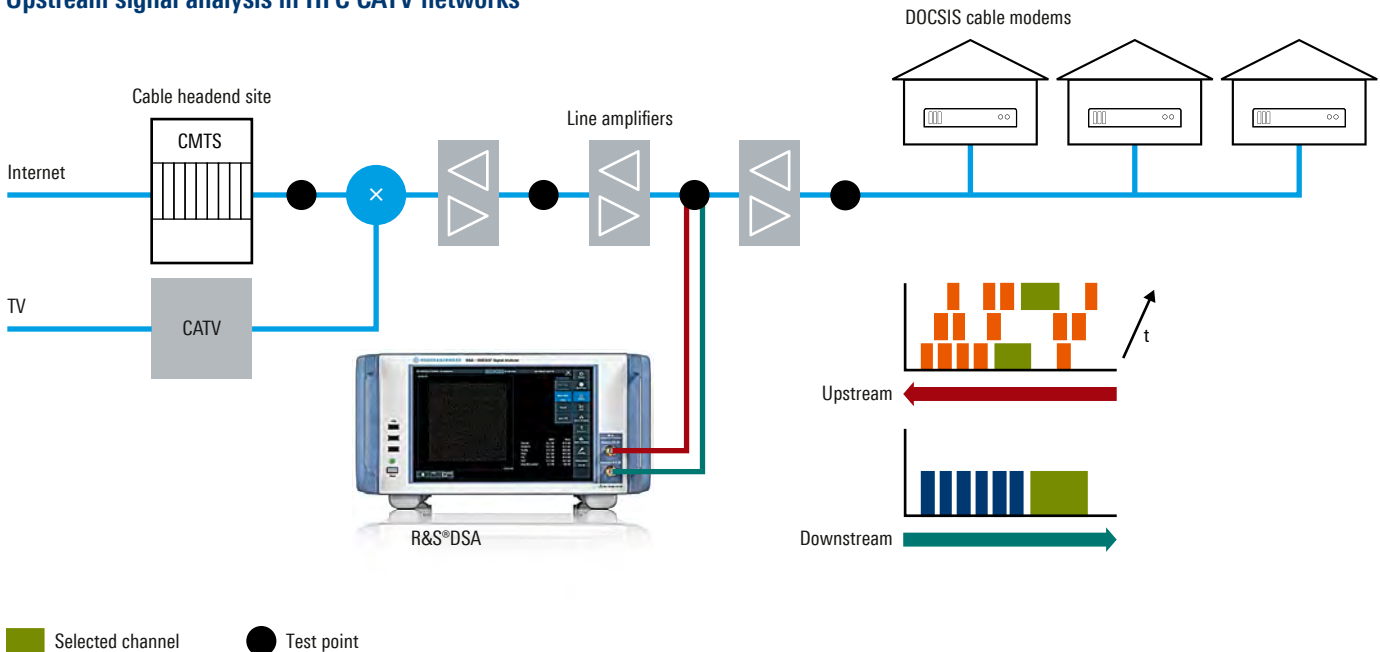 Upstream signal analysis in HFC CATV networks
DOCSIS cable modems
Cable headend site
CMTS
Line amplifiers
Internet
×
TV
CATV
t
Upstream
R&S®DSA
Downstream
Selected channel
Test point